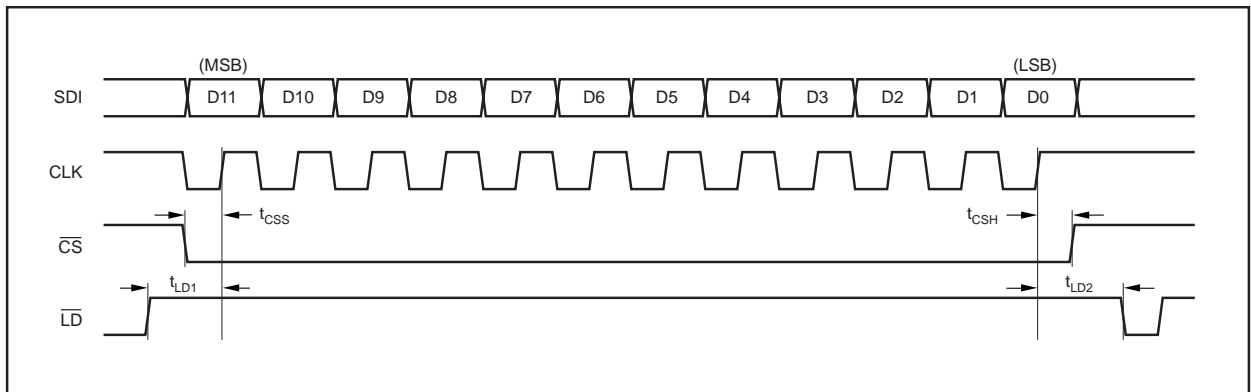 (MSB) (LSB)
SDI D11 D10 D9 D8 D7 D6 D5 D4 D3 D2 D1 D0
CLK
tCSS tCSH
CS
tLD1 tLD2
LD